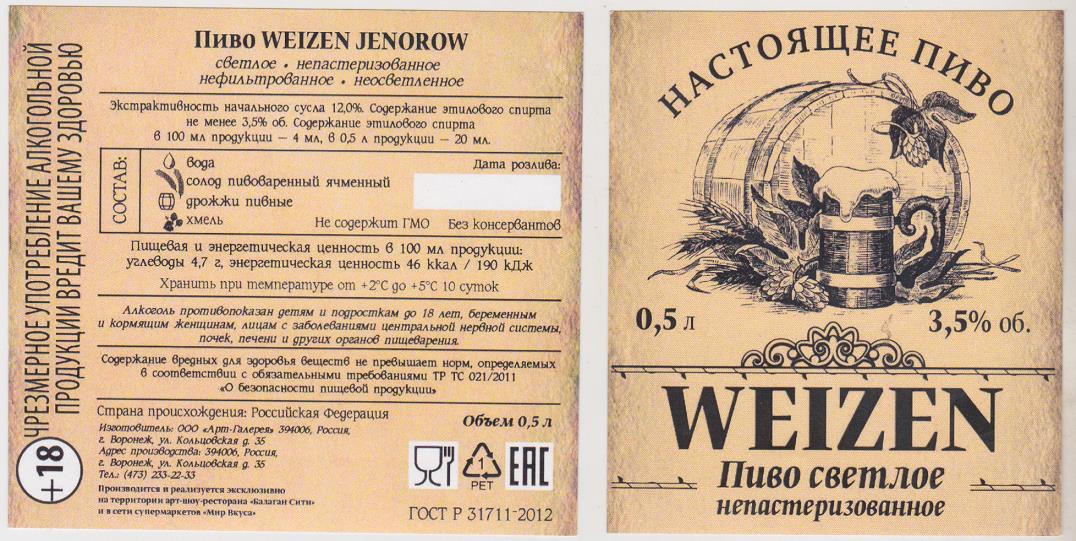 ЧРЕЗМЕРНОЕ УПОТРЕБЛЕНИЕ АЛКОГОЛЬНОЙ
ПРОДУКЦИИ ВРЕДИТ ВАШЕМУ ЗДОРОВЬЮ
+18
Пиво WEIZEN JENOROW
светлое • непастеризованное
нефильтрованное • неосветленное
Экстрактивность начального сусла 12,0%. Содержание этилового спирта
не менее 3,5% об. Содержание этилового спирта
в 100 мл продукции – 4 мл, в 0,5 л продукции – 20 мл.
СОСТАВ:
вода
солод пивоваренный ячменный
дрожжи пивные
хмель
Дата розлива:
Не содержит ГМО Без консервантов
Пищевая и энергетическая ценность в 100 мл продукции:
углеводы 4,7 г, энергетическая ценность 46 ккал / 190 кДж
Хранить при температуре от +2°C до +5°C 10 суток
Алкоголь противопоказан детям и подросткам до 18 лет, беременным
и кормящим женщинам, лицам с заболеваниями центральной нервной системы,
почек, печени и других органов пищеварения.
Содержание вредных для здоровья веществ не превышает норм, определяемых
в соответствии с обязательными требованиями ТР ТС 021/2011
«О безопасности пищевой продукции»
Страна происхождения: Российская Федерация
Изготовитель: ООО «Арт-Галерея» 394006, Россия,
г. Воронеж, ул. Кольцовская д. 35
Адрес производства: 394006, Россия,
г. Воронеж, ул. Кольцовская д. 35
Тел.: (473) 233-22-33
Производится и реализуется эксклюзивно
на территории арт-шоу-ресторана «Балаган Сити»
и в сети супермаркетов «Мир Вкуса»
Объем 0,5 л
1
PET
EAC
ГОСТ Р 31711-2012
НАСТОЯЩЕЕ ПИВО
0,5 л
3,5% об.
WEIZEN
Пиво светлое
непастеризованное